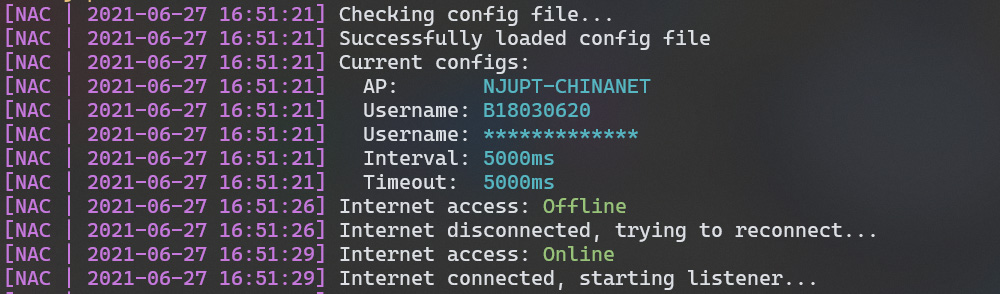 [NAC | 2021-06-27 16:51:21] Checking config file...
[NAC | 2021-06-27 16:51:21] Successfully loaded config file
[NAC | 2021-06-27 16:51:21] Current configs:
[NAC | 2021-06-27 16:51:21]   AP:       NJUPT-CHINANET
[NAC | 2021-06-27 16:51:21]   Username: B18030620
[NAC | 2021-06-27 16:51:21]   Username: *************
[NAC | 2021-06-27 16:51:21]   Interval: 5000ms
[NAC | 2021-06-27 16:51:21]   Timeout:  5000ms
[NAC | 2021-06-27 16:51:26] Internet access: Offline
[NAC | 2021-06-27 16:51:26] Internet disconnected, trying to reconnect...
[NAC | 2021-06-27 16:51:29] Internet access: Online
[NAC | 2021-06-27 16:51:29] Internet connected, starting listener...